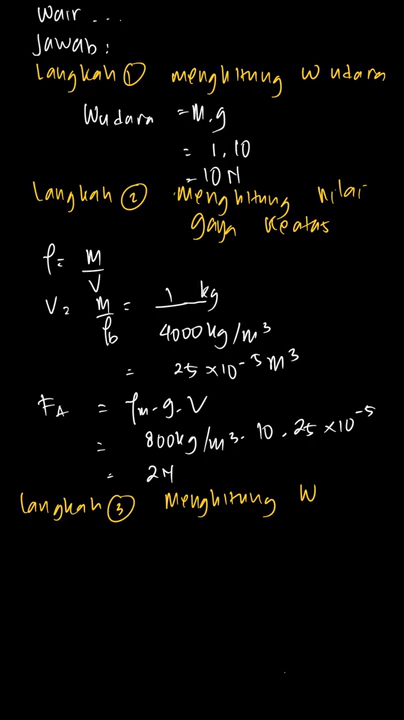 Wair ...
Jawab :
Langkah ① menghitung W udara
Wudara = m.g
= 1.10
= 10 N
Langkah ② menghitung nilai
gaya keatas
ρ = m/V
V = m/ρb = 1 kg / 4000 kg/m³
= 25 × 10⁻⁵ m³
FA = ρm . g . V
= 800 kg/m³ . 10 . 25 × 10⁻⁵
= 2 N
Langkah ③ menghitung W